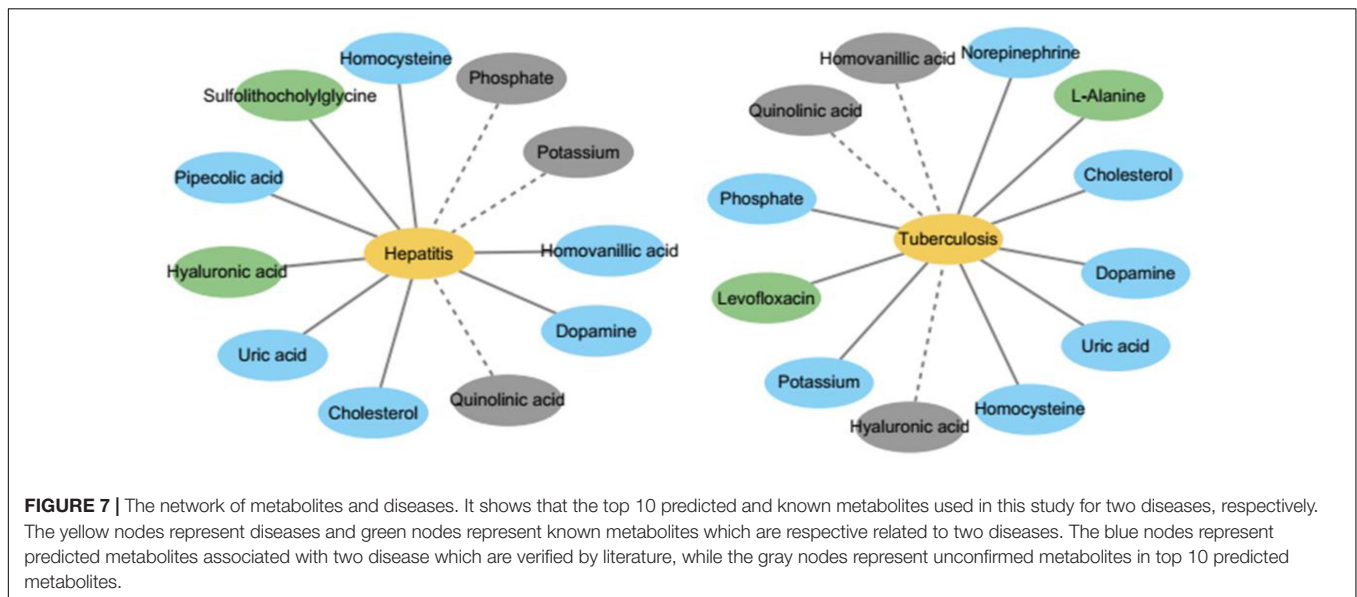 Homocysteine
Phosphate
Sulfolithocholylglycine
Potassium
Pipecolic acid
Hepatitis
Homovanillic acid
Hyaluronic acid
Dopamine
Uric acid
Quinolinic acid
Cholesterol
Homovanillic acid
Norepinephrine
Quinolinic acid
L-Alanine
Cholesterol
Phosphate
Tuberculosis
Dopamine
Levofloxacin
Uric acid
Potassium
Homocysteine
Hyaluronic acid
FIGURE 7 | The network of metabolites and diseases. It shows that the top 10 predicted and known metabolites used in this study for two diseases, respectively.
The yellow nodes represent diseases and green nodes represent known metabolites which are respective related to two diseases. The blue nodes represent
predicted metabolites associated with two disease which are verified by literature, while the gray nodes represent unconfirmed metabolites in top 10 predicted
metabolites.